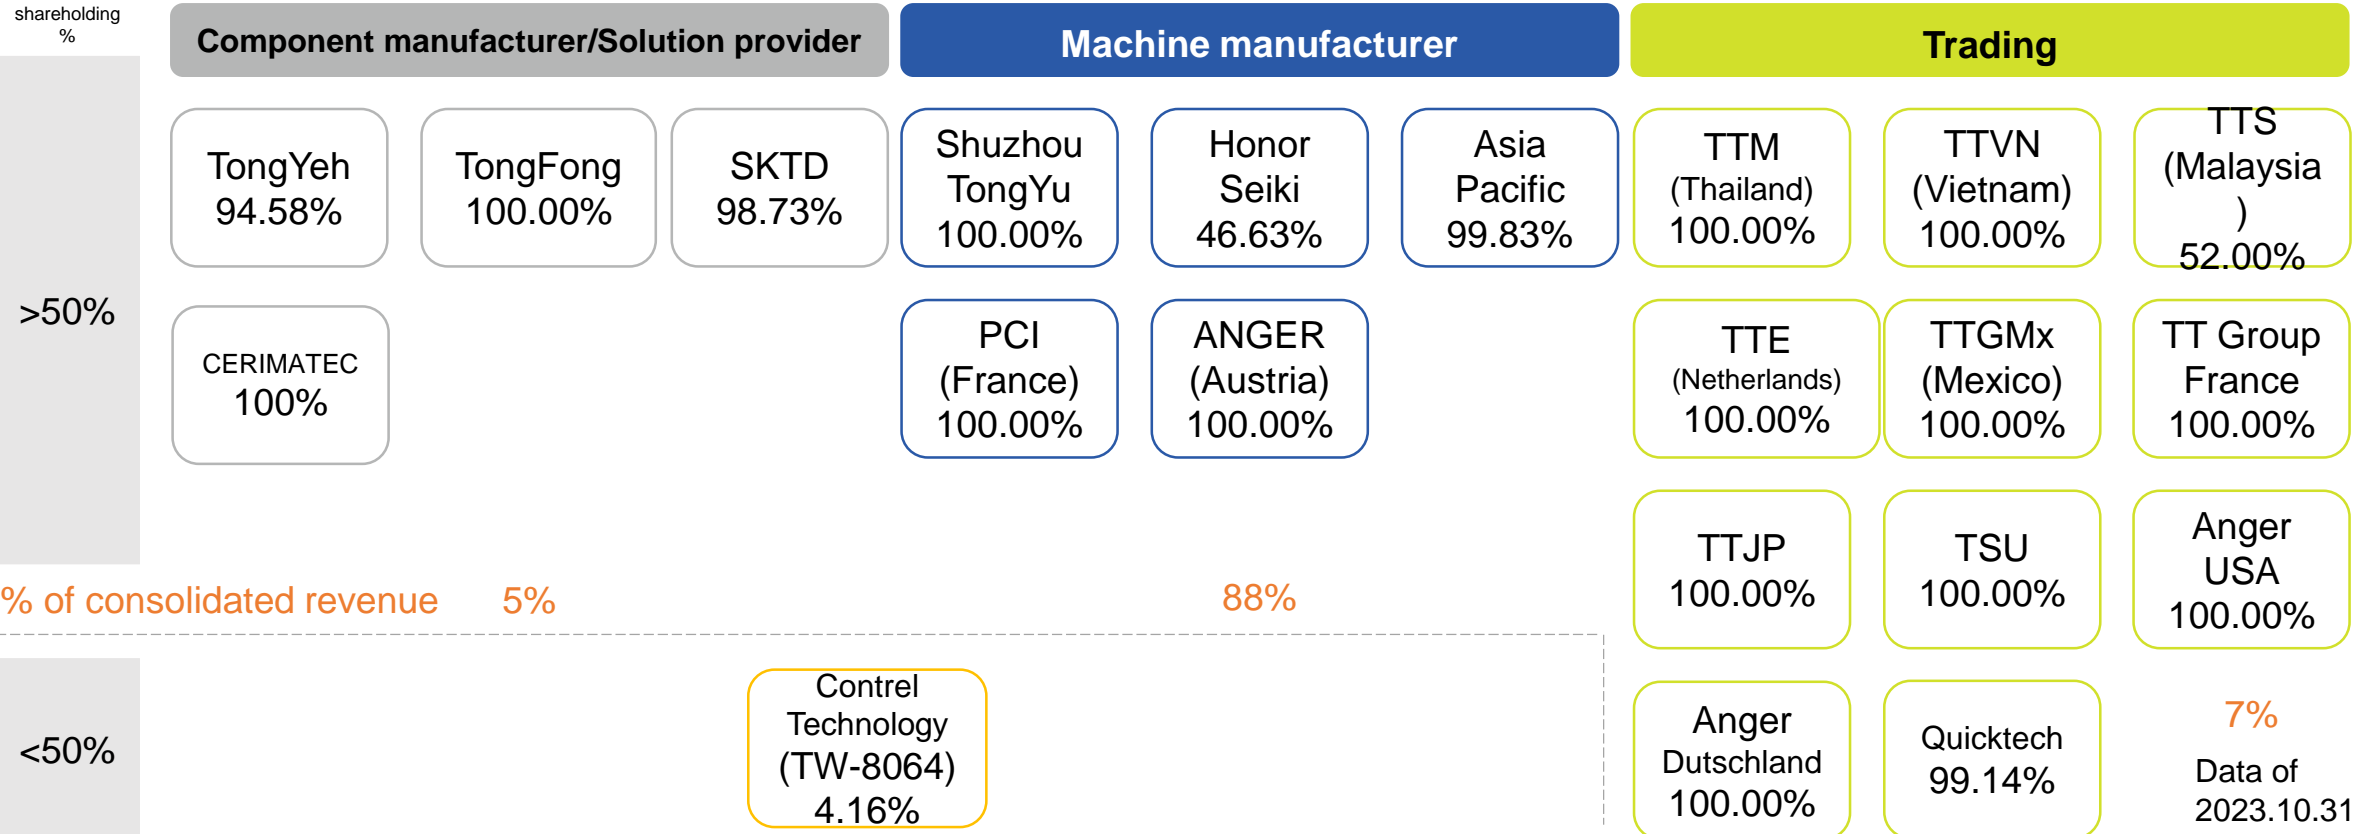 shareholding
%
Component manufacturer/Solution provider
Machine manufacturer
Trading
>50%
TongYeh
94.58%
TongFong
100.00%
SKTD
98.73%
Shuzhou
TongYu
100.00%
Honor
Seiki
46.63%
Asia
Pacific
99.83%
TTM
(Thailand)
100.00%
TTVN
(Vietnam)
100.00%
TTS
(Malaysia
)
52.00%
CERIMATEC
100%
PCI
(France)
100.00%
ANGER
(Austria)
100.00%
TTE
(Netherlands)
100.00%
TTGMx
(Mexico)
100.00%
TT Group
France
100.00%
TTJP
100.00%
TSU
100.00%
Anger
USA
100.00%
% of consolidated revenue 5% 88%
<50%
Contrel
Technology
(TW-8064)
4.16%
Anger
Dutschland
100.00%
Quicktech
99.14%
7%
Data of
2023.10.31